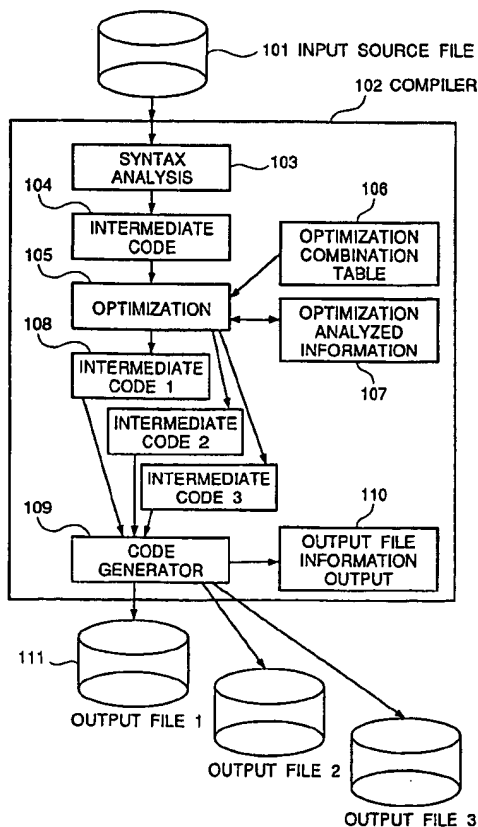 101 INPUT SOURCE FILE
102 COMPILER
SYNTAX
ANALYSIS
103
104
INTERMEDIATE
CODE
106
OPTIMIZATION
COMBINATION
TABLE
105
OPTIMIZATION
OPTIMIZATION
ANALYZED
INFORMATION
107
108
INTERMEDIATE
CODE 1
INTERMEDIATE
CODE 2
INTERMEDIATE
CODE 3
109
CODE
GENERATOR
110
OUTPUT FILE
INFORMATION
OUTPUT
111
OUTPUT FILE 1
OUTPUT FILE 2
OUTPUT FILE 3